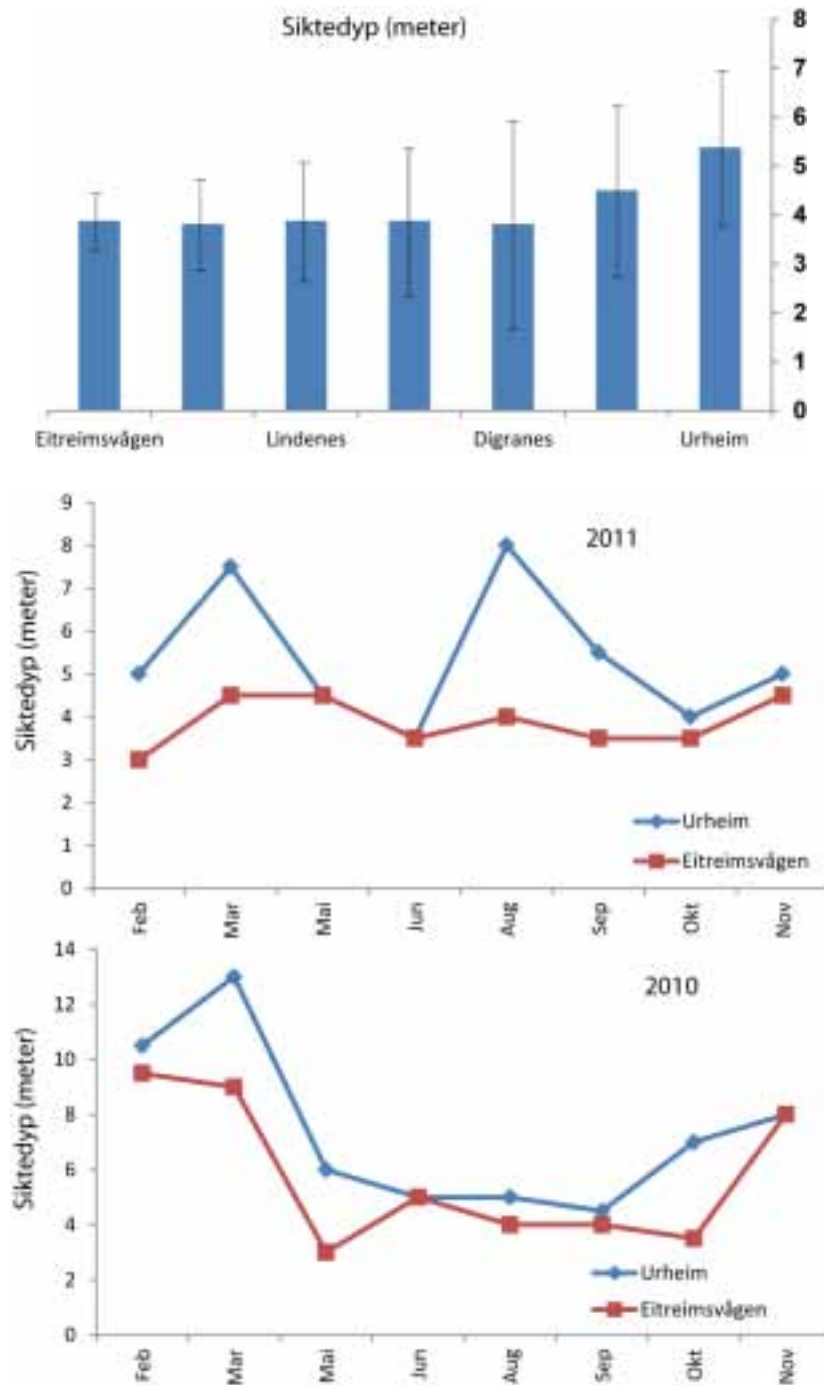 Siktedyp (meter)
8
7
6
5
4
3
2
1
0
Eitreimsvågen Lindenes Digranes Urheim
9
8
7
6
5
4
3
2
1
0
Siktedyp (meter)
2011
Urheim
Eitreimsvågen
Feb Mar Mai Jun Aug Sep Okt Nov
14
12
10
8
6
4
2
0
Siktedyp (meter)
2010
Urheim
Eitreimsvågen
Feb Mar Mai Jun Aug Sep Okt Nov